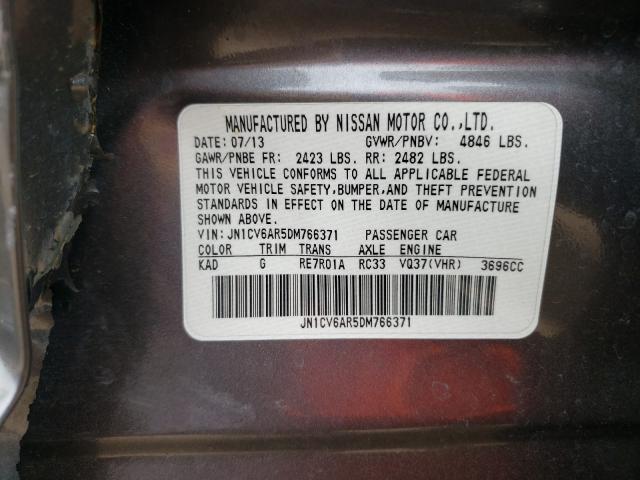 MANUFACTURED BY NISSAN MOTOR CO.,LTD.
DATE: 07/13 GVWR/PNBV: 4846 LBS.
GAWR/PNBE FR: 2423 LBS. RR: 2482 LBS.
THIS VEHICLE CONFORMS TO ALL APPLICABLE FEDERAL
MOTOR VEHICLE SAFETY,BUMPER,AND THEFT PREVENTION
STANDARDS IN EFFECT ON THE DATE OF MANUFACTURE
SHOWN ABOVE.
VIN: JN1CV6AR5DM766371 PASSENGER CAR
COLOR TRIM TRANS AXLE ENGINE
KAD G RE7R01A RC33 VQ37(VHR) 3696CC
JN1CV6AR5DM766371